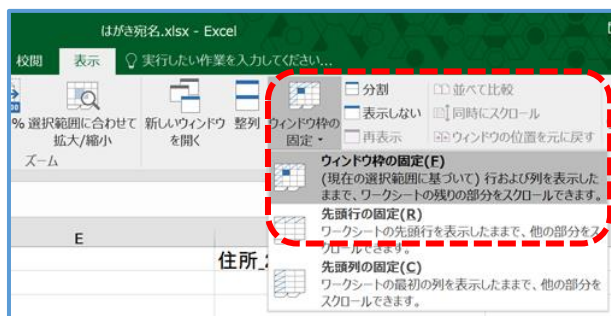 はがき宛名.xlsx - Excel
校閲 表示 実行したい作業を入力してください...
% 選択範囲に合わせて 拡大/縮小
新しいウィンドウ を開く
整列
ウィンドウ枠の 固定
分割
表示しない
再表示
並べて比較
同時にスクロール
ウィンドウの位置を元に戻す
ズーム
ウィンドウ枠の固定(F)
(現在の選択範囲に基づいて) 行および列を表示した
ままで、ワークシートの残りの部分をスクロールできます。
先頭行の固定(R)
ワークシートの先頭行を表示したままで、他の部分をス
クロールできます。
先頭列の固定(C)
ワークシートの最初の列を表示したままで、他の部分を
スクロールできます。
E
住所_